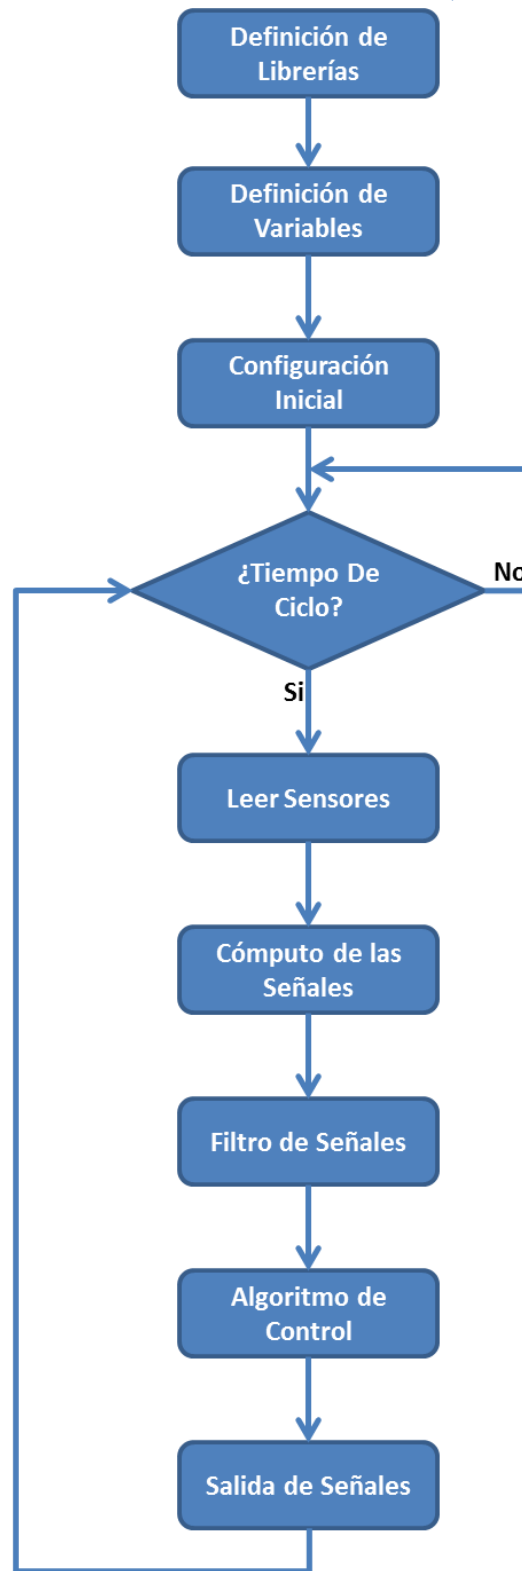 Definición de
Librerías
Definición de
Variables
Configuración
Inicial
¿Tiempo De
Ciclo?
No
Si
Leer Sensores
Cómputo de las
Señales
Filtro de Señales
Algoritmo de
Control
Salida de Señales